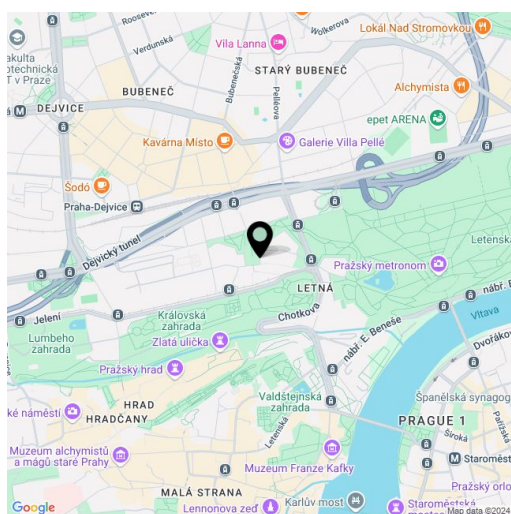 Rooseve
Wolkerova
Lokál Nad Stromovkou
Fakulta
otechnická
T v Praze
Verdunská
Vila Lanna
Bubenečská
STARÝ BUBENEČ
BUBENEČ
Pelléova
Alchymista
DEJVICE
epet ARENA
Kavárna Místo
Galerie Villa Pellé
Šodó
Praha-Dejvice
Dejvický tunel
Letenská
Pražský metronom
LETNÁ
Jelení
Chotkova
nábř.
Královská
zahrada
Lumbeho
zahrada
Zlatá ulička
nábř. E. Beneše
Vltava
Dvořákov
Pražský hrad
Španělská synagog
HRAD
ké náměstí
HRADČANY
Valdštejnská
zahrada
Letenská
PRAGUE 1
Široká
Pařížská
Muzeum alchymistů
a mágů staré Prahy
Muzeum Franze Kafky
Staroměst
MALÁ STRANA
Pražský orlo
Karlův most
Staroměstská
Lennonova zeď
Google
Map data ©2024